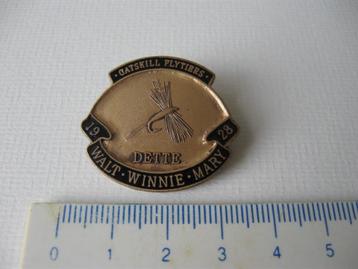 · CATSKILL FLYTIERS ·
19 28
DETTE
WALT · WINNIE · MARY
0 1 2 3 4 5